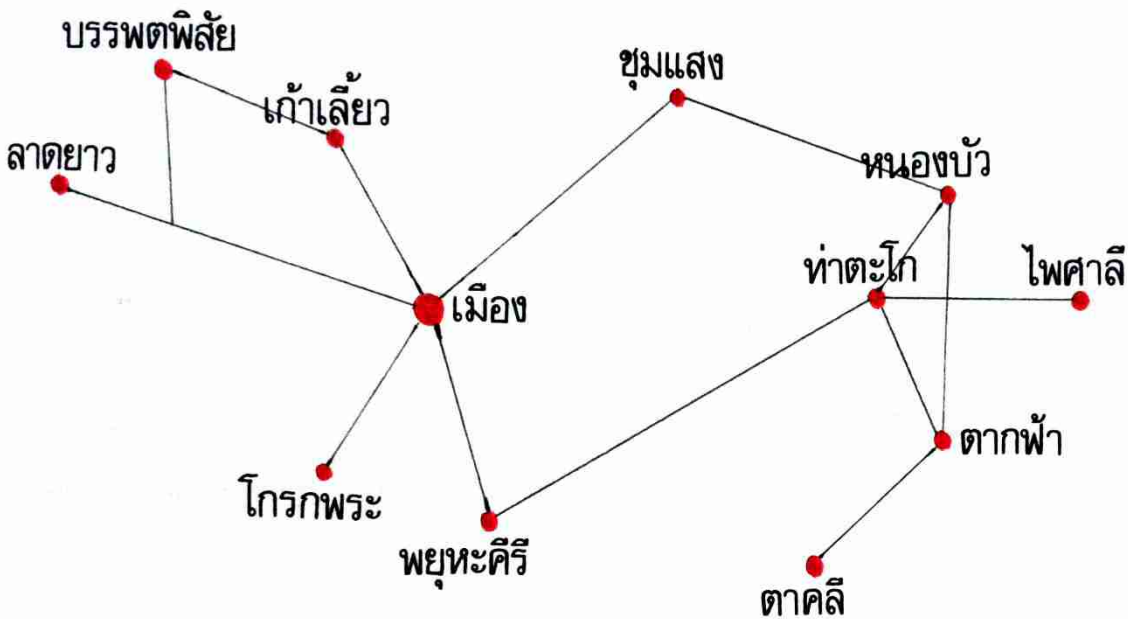 บรรพตพิสัย
ชุมแสง
เก้าเลี้ยว
ลาดยาว
หนองบัว
ท่าตะโก
ไพศาลี
เมือง
ตากฟ้า
โกรกพระ
พยุหะคีรี
ตาคลี